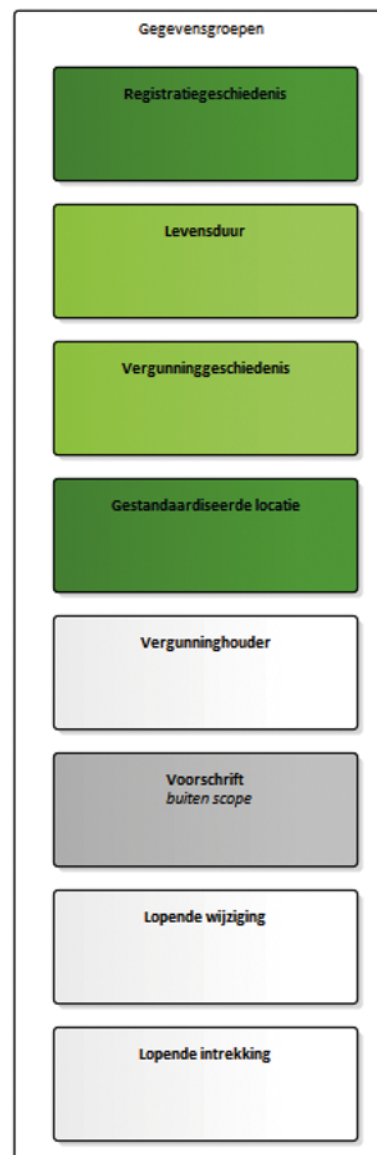 Gegevensgroepen
Registratiegeschiedenis
Levensduur
Vergunninggeschiedenis
Gestandaardiseerde locatie
Vergunninghouder
Voorschrift
buiten scope
Lopende wijziging
Lopende intrekking